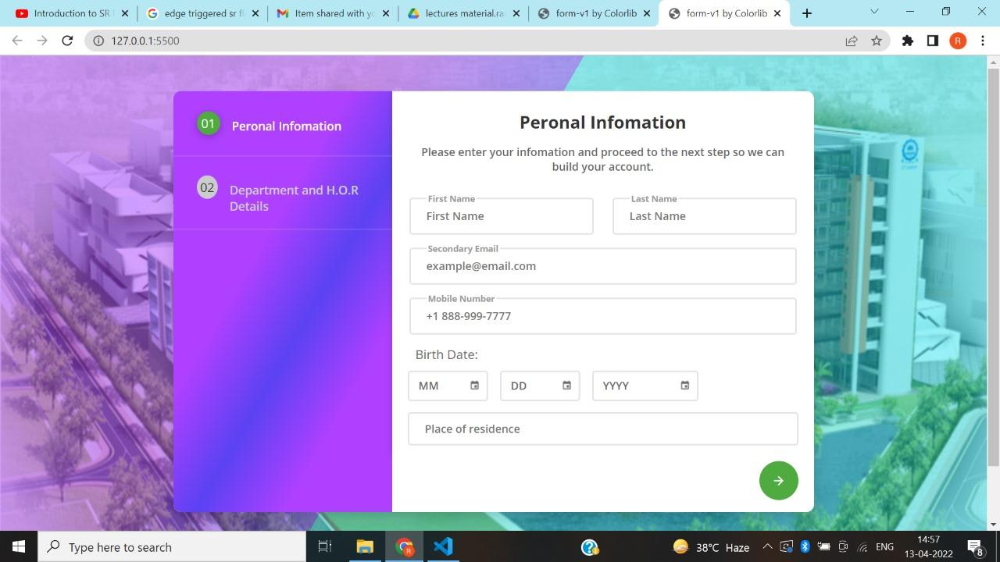 Introduction to SR
edge triggered sr fl
Item shared with yo
lectures material.ra
form-v1 by Colorlib
form-v1 by Colorlib
127.0.0.1:5500
R
01
Peronal Infomation
02
Department and H.O.R
Details
Peronal Infomation
Please enter your infomation and proceed to the next step so we can
build your account.
First Name
First Name
Last Name
Last Name
Secondary Email
example@email.com
Mobile Number
+1 888-999-7777
Birth Date:
MM
DD
YYYY
Place of residence
Type here to search
R
38°C Haze
ENG
14:57
13-04-2022
8